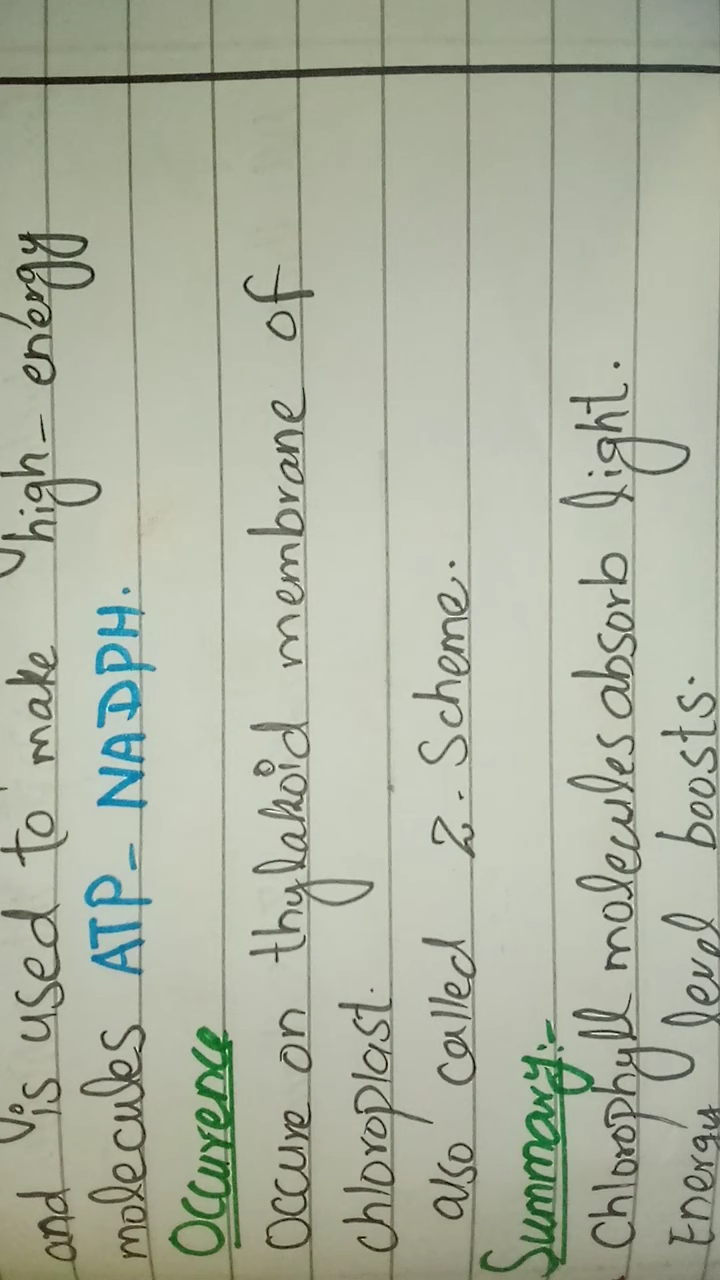 and is used to make high-energy
molecules ATP-NADPH.
Occurence
Occure on thylakoid membrane of
chloroplast.
also called Z-Scheme.
Summary:-
Chlorophyll molecules absorb light.
Energy level boosts.